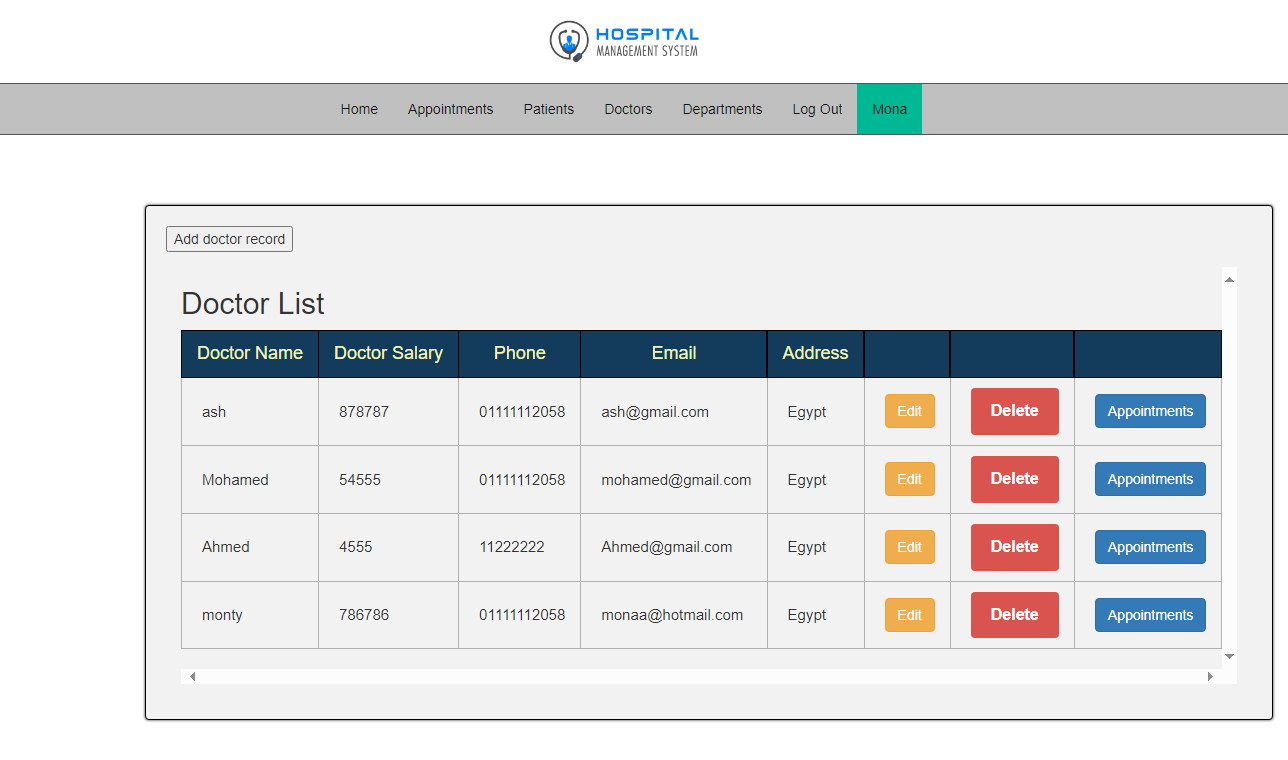 HOSPITAL
MANAGEMENT SYSTEM
Home Appointments Patients Doctors Departments Log Out Mona
Add doctor record
Doctor List
Doctor Name Doctor Salary Phone Email Address
ash 878787 01111112058 ash@gmail.com Egypt Edit Delete Appointments
Mohamed 54555 01111112058 mohamed@gmail.com Egypt Edit Delete Appointments
Ahmed 4555 11222222 Ahmed@gmail.com Egypt Edit Delete Appointments
monty 786786 01111112058 monaa@hotmail.com Egypt Edit Delete Appointments